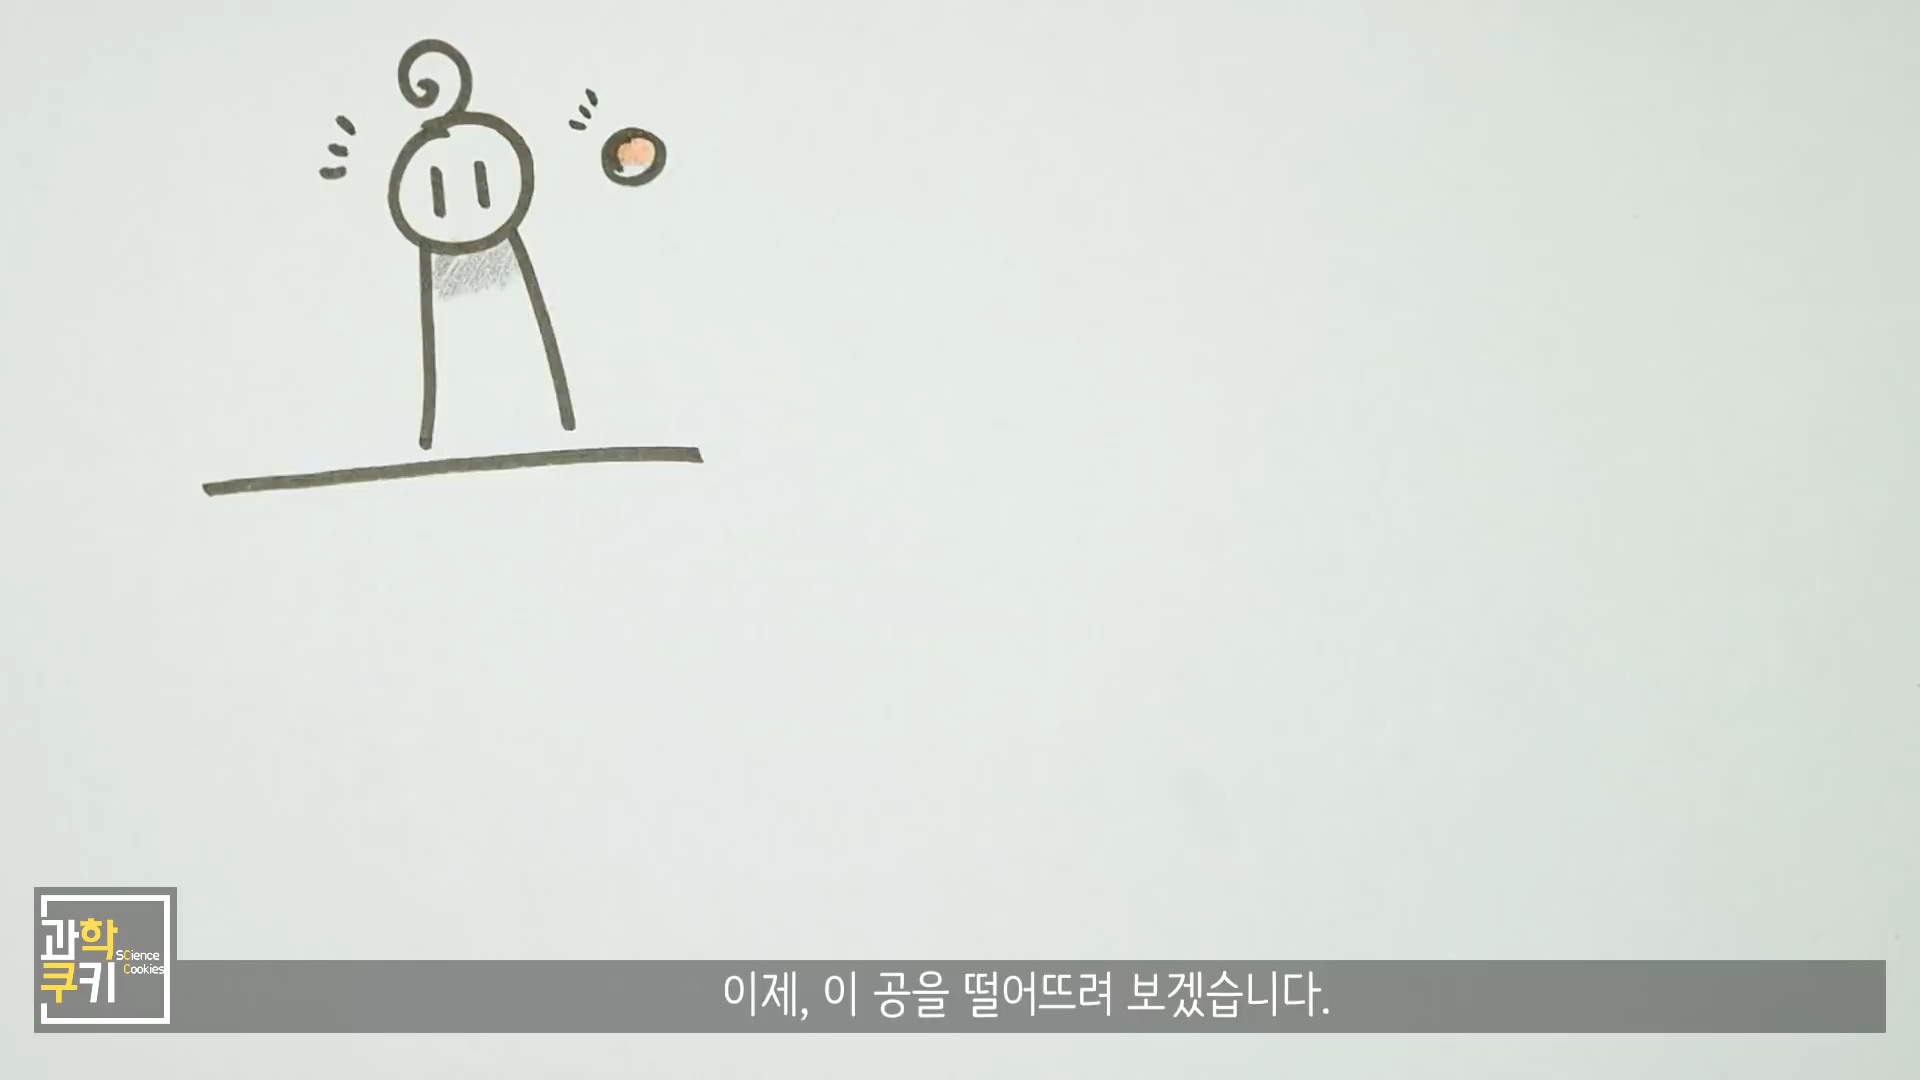 과학
Science
쿠키
Cookies
이제, 이 공을 떨어뜨려 보겠습니다.